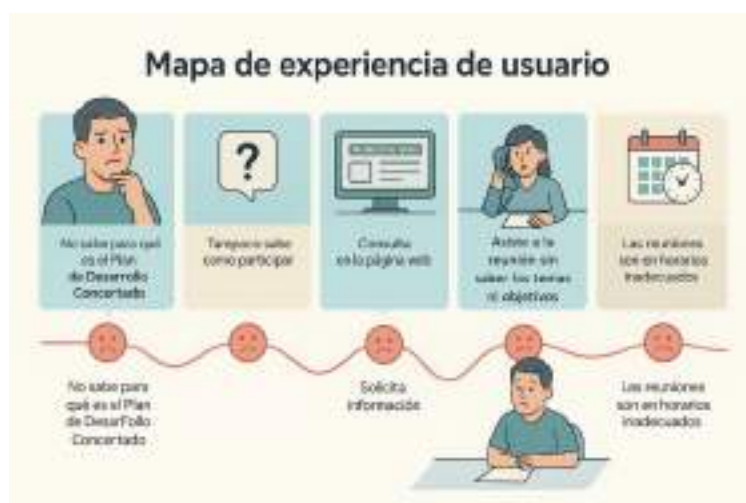 Mapa de experiencia de usuario
?
No sabe para qué
es el Plan
de Desarrollo
Concertado
Tampoco sabe
como participar
Consulta
en la página web
Asiste a la
reunión sin
saber los temas
ni objetivos
Las reuniones
son en horarios
inadecuados
No sabe para
qué es el Plan
de Desarfollo
Concertado
Solicita
información
Las reuniones
son en horarios
inadecuados